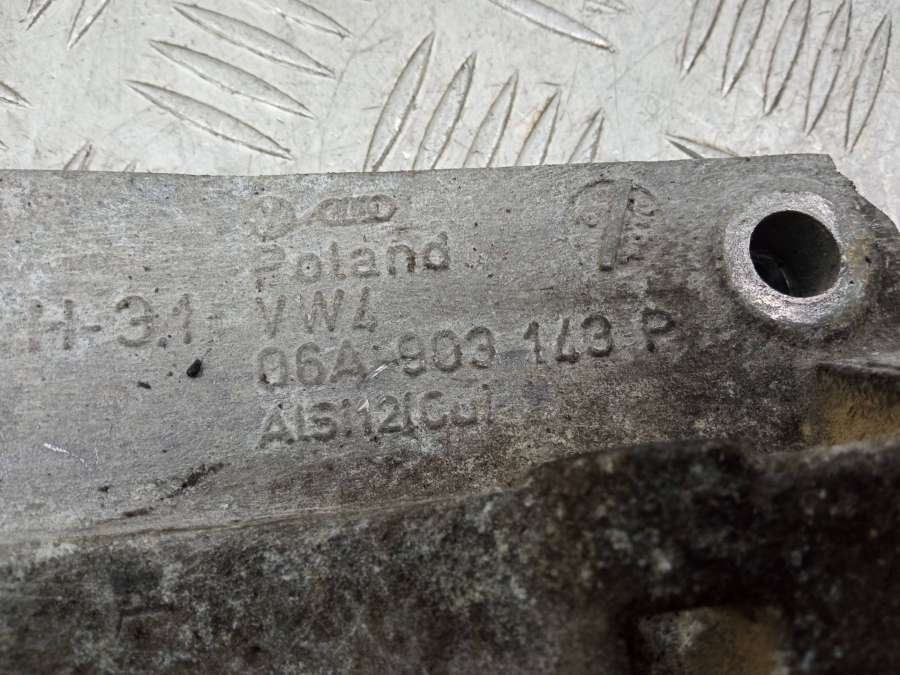 Poland
H-31 VW4
06A 903 143 P
AlSi12(Cu)